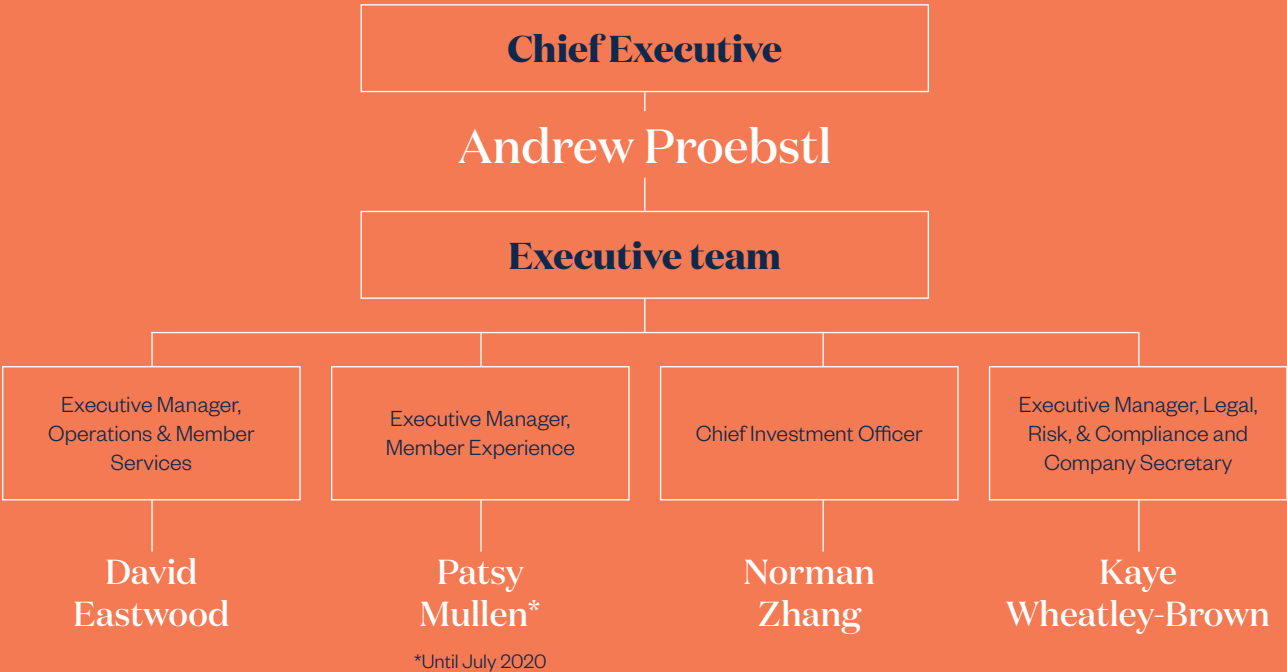 Chief Executive
Andrew Proebstl
Executive team
Executive Manager,
Operations & Member
Services
David
Eastwood
Executive Manager,
Member Experience
Patsy
Mullen*
*Until July 2020
Chief Investment Officer
Norman
Zhang
Executive Manager, Legal,
Risk, & Compliance and
Company Secretary
Kaye
Wheatley-Brown